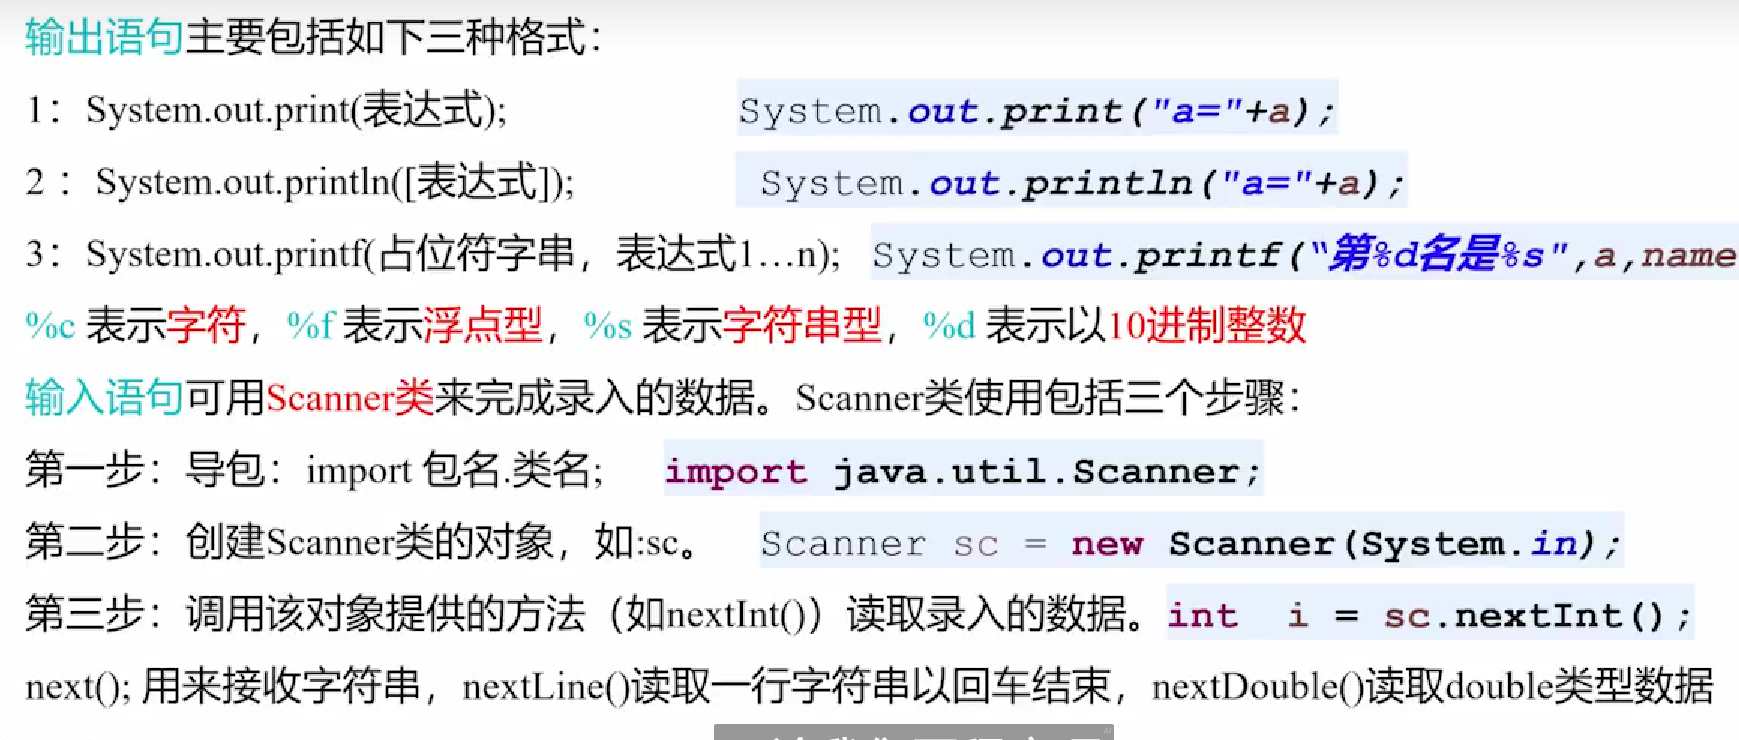 输出语句主要包括如下三种格式：
1：System.out.print(表达式); System.out.print("a="+a);
2：System.out.println([表达式]); System.out.println("a="+a);
3：System.out.printf(占位符字串，表达式1…n); System.out.printf(“第%d名是%s",a,name
%c 表示字符，%f 表示浮点型，%s 表示字符串型，%d 表示以10进制整数
输入语句可用Scanner类来完成录入的数据。Scanner类使用包括三个步骤：
第一步：导包：import 包名.类名; import java.util.Scanner;
第二步：创建Scanner类的对象，如:sc。 Scanner sc = new Scanner(System.in);
第三步：调用该对象提供的方法（如nextInt()）读取录入的数据。int i = sc.nextInt();
next(); 用来接收字符串，nextLine()读取一行字符串以回车结束，nextDouble()读取double类型数据